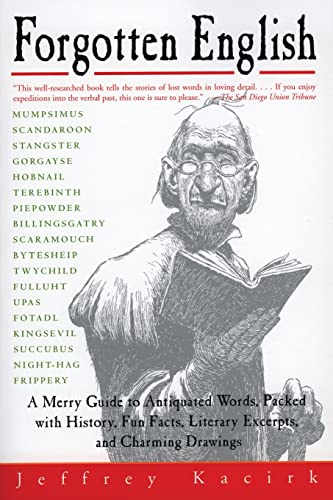 Forgotten English
"This well-researched book tells the stories of lost words in loving detail. . . . If you enjoy
expeditions into the verbal past, this one is sure to please." —The San Diego Union Tribune
MUMPSIMUS
SCANDAROON
STANGSTER
GORGAYSE
HOBNAIL
TEREBINTH
PIEPOWDER
BILLINGSGATRY
SCARAMOUCH
BYTESHEIP
TWYCHILD
FULLUHT
UPAS
FOTADL
KINGSEVIL
SUCCUBUS
NIGHT-HAG
FRIPPERY
A Merry Guide to Antiquated Words, Packed
with History, Fun Facts, Literary Excerpts,
and Charming Drawings
Jeffrey Kacirk